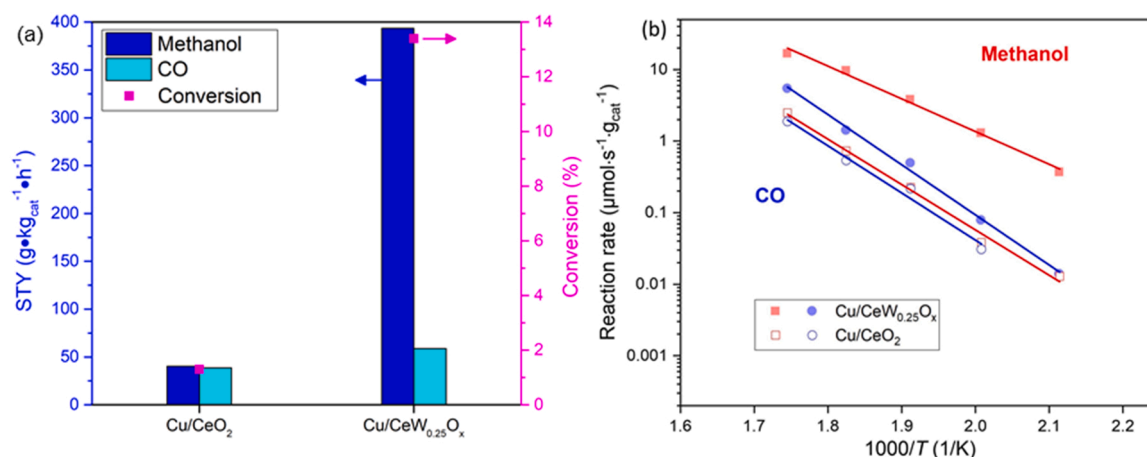 (a)
Methanol
CO
Conversion
STY (g•kg_cat⁻¹•h⁻¹)
400
350
300
250
200
150
100
50
0
Cu/CeO₂
Cu/CeW₀.₂₅Oₓ
14
12
10
8
6
4
2
0
Conversion (%)
(b)
Methanol
CO
Reaction rate (μmol·s⁻¹·g_cat⁻¹)
10
1
0.1
0.01
0.001
Cu/CeW₀.₂₅Oₓ
Cu/CeO₂
1.6
1.7
1.8
1.9
2.0
2.1
2.2
1000/T (1/K)